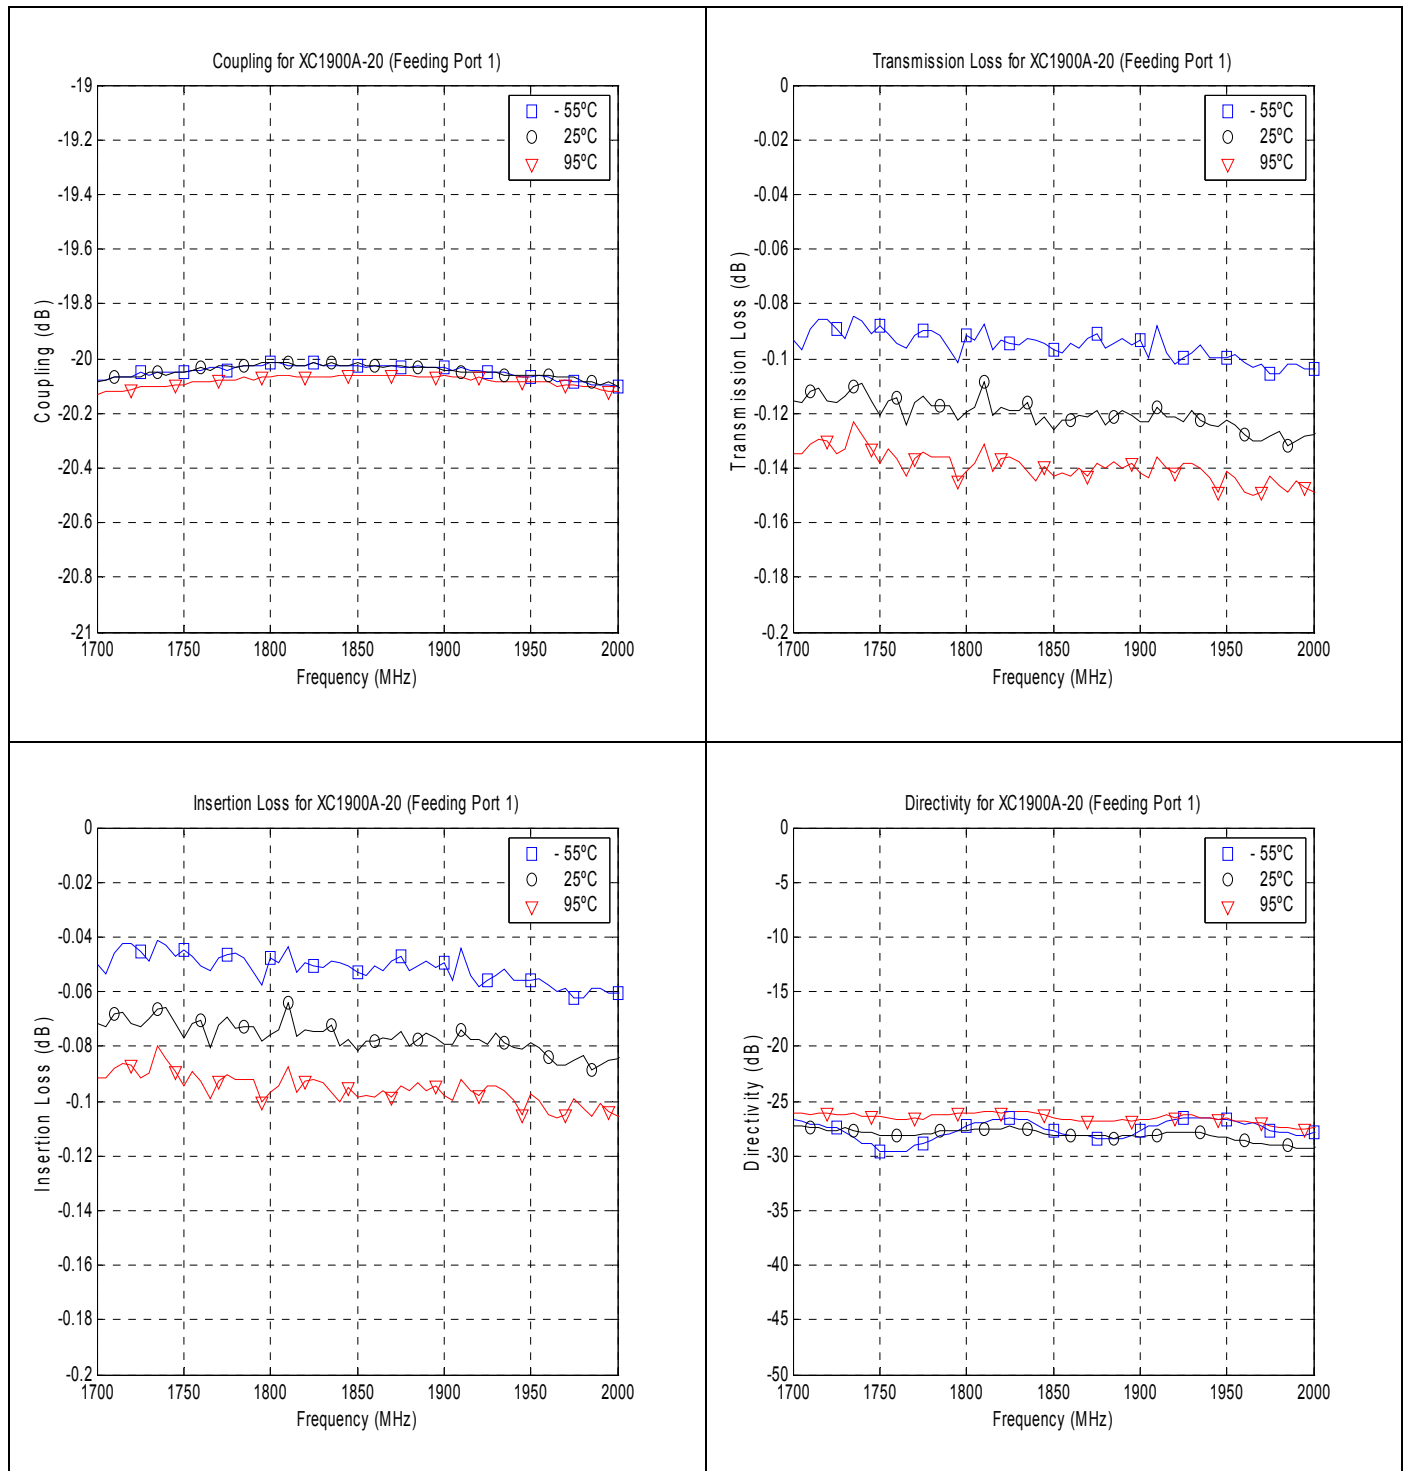 Coupling for XC1900A-20 (Feeding Port 1)
-19
-19.2
-19.4
-19.6
-19.8
-20
-20.2
-20.4
-20.6
-20.8
-21
Coupling (dB)
- 55ºC
25ºC
95ºC
1700 1750 1800 1850 1900 1950 2000
Frequency (MHz)
Transmission Loss for XC1900A-20 (Feeding Port 1)
0
-0.02
-0.04
-0.06
-0.08
-0.1
-0.12
-0.14
-0.16
-0.18
-0.2
Transmission Loss (dB)
- 55ºC
25ºC
95ºC
1700 1750 1800 1850 1900 1950 2000
Frequency (MHz)
Insertion Loss for XC1900A-20 (Feeding Port 1)
0
-0.02
-0.04
-0.06
-0.08
-0.1
-0.12
-0.14
-0.16
-0.18
-0.2
Insertion Loss (dB)
- 55ºC
25ºC
95ºC
1700 1750 1800 1850 1900 1950 2000
Frequency (MHz)
Directivity for XC1900A-20 (Feeding Port 1)
0
-5
-10
-15
-20
-25
-30
-35
-40
-45
-50
Directivity (dB)
- 55ºC
25ºC
95ºC
1700 1750 1800 1850 1900 1950 2000
Frequency (MHz)